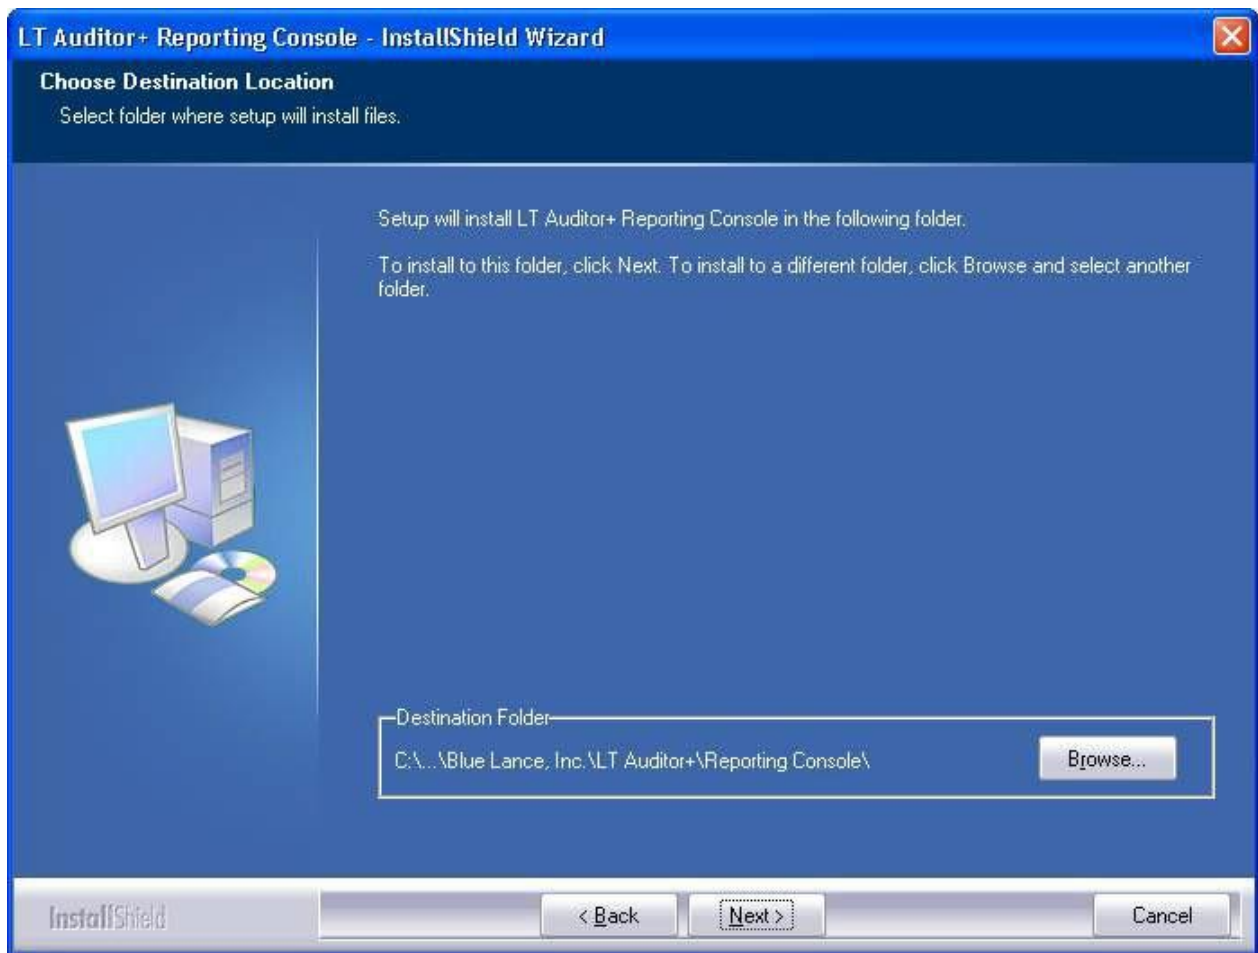 LT Auditor+ Reporting Console - InstallShield Wizard
Choose Destination Location
Select folder where setup will install files.
Setup will install LT Auditor+ Reporting Console in the following folder.
To install to this folder, click Next. To install to a different folder, click Browse and select another
folder.
Destination Folder
C:\...\Blue Lance, Inc.\LT Auditor+\Reporting Console\
Browse...
InstallShield
< Back
Next >
Cancel